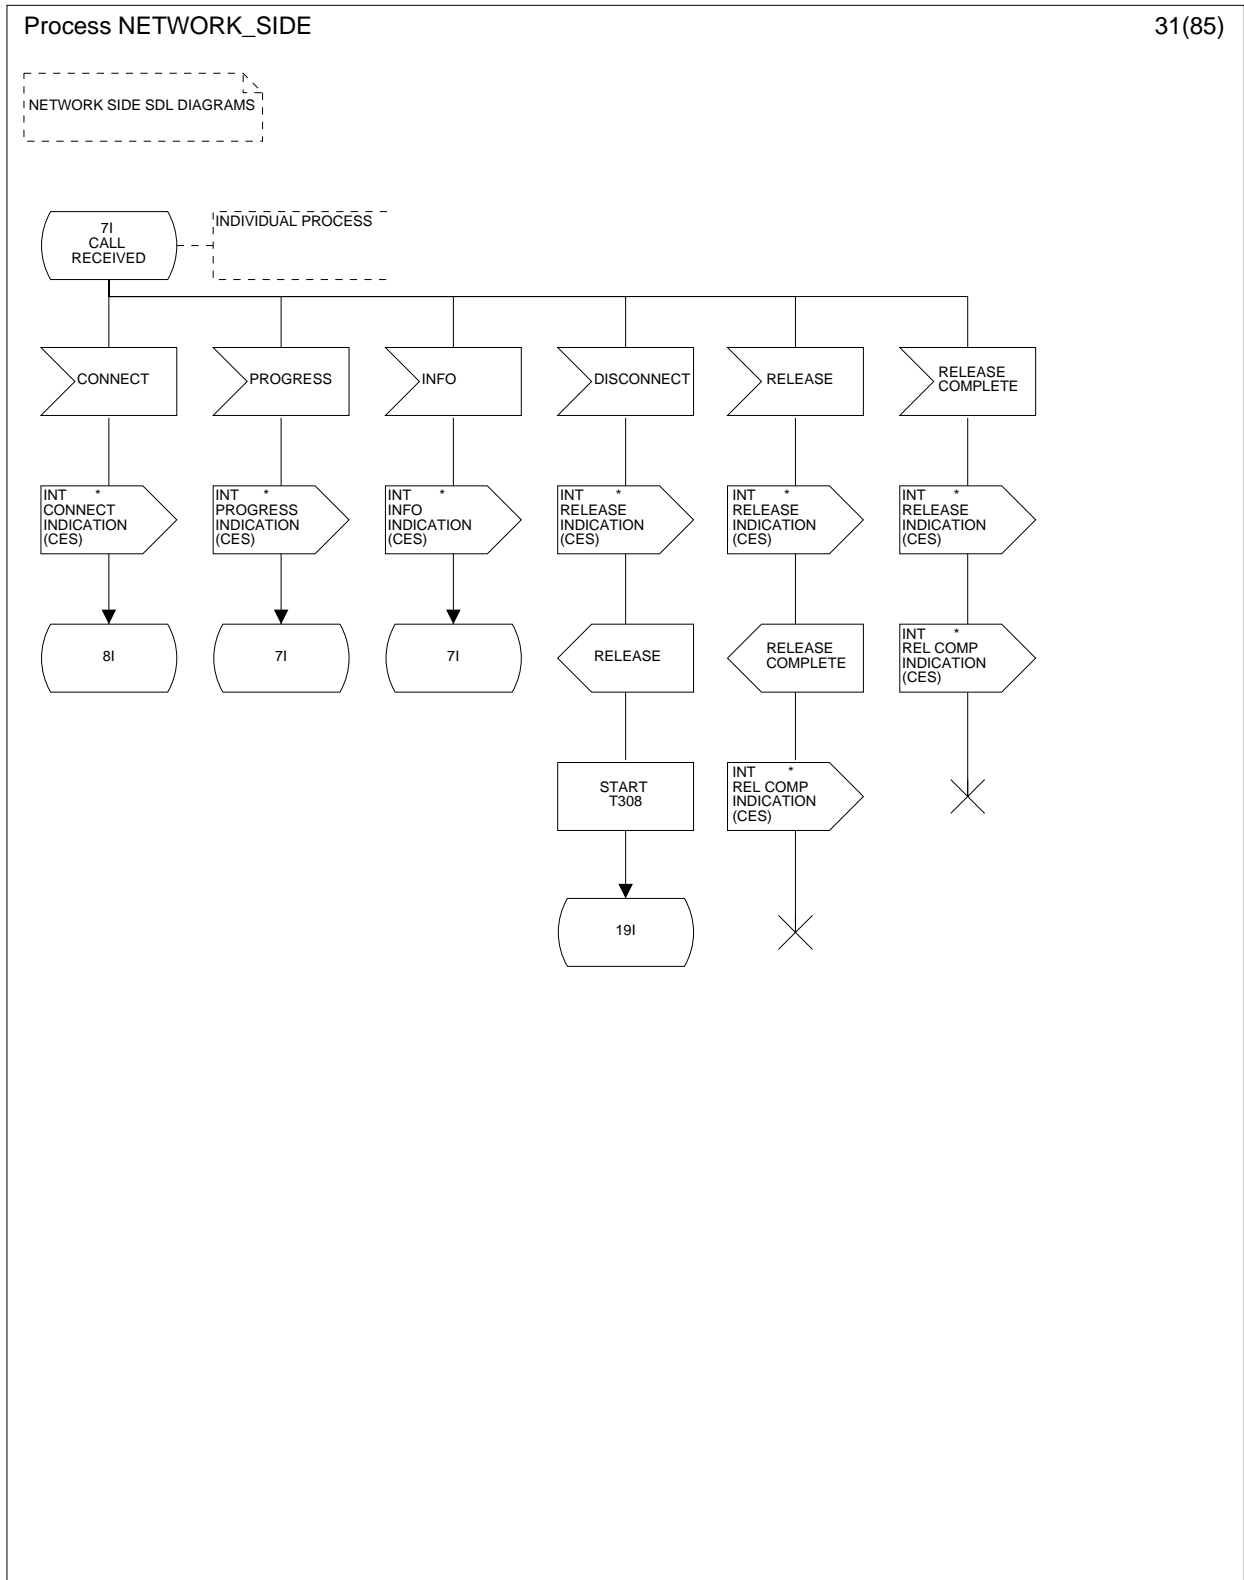 Process NETWORK_SIDE
31(85)
NETWORK SIDE SDL DIAGRAMS
7I
CALL
RECEIVED
INDIVIDUAL PROCESS
CONNECT
PROGRESS
INFO
DISCONNECT
RELEASE
RELEASE
COMPLETE
INT *
CONNECT
INDICATION
(CES)
INT *
PROGRESS
INDICATION
(CES)
INT *
INFO
INDICATION
(CES)
INT *
RELEASE
INDICATION
(CES)
INT *
RELEASE
INDICATION
(CES)
INT *
RELEASE
INDICATION
(CES)
8I
7I
7I
RELEASE
RELEASE
COMPLETE
INT *
REL COMP
INDICATION
(CES)
START
T308
INT *
REL COMP
INDICATION
(CES)
19I